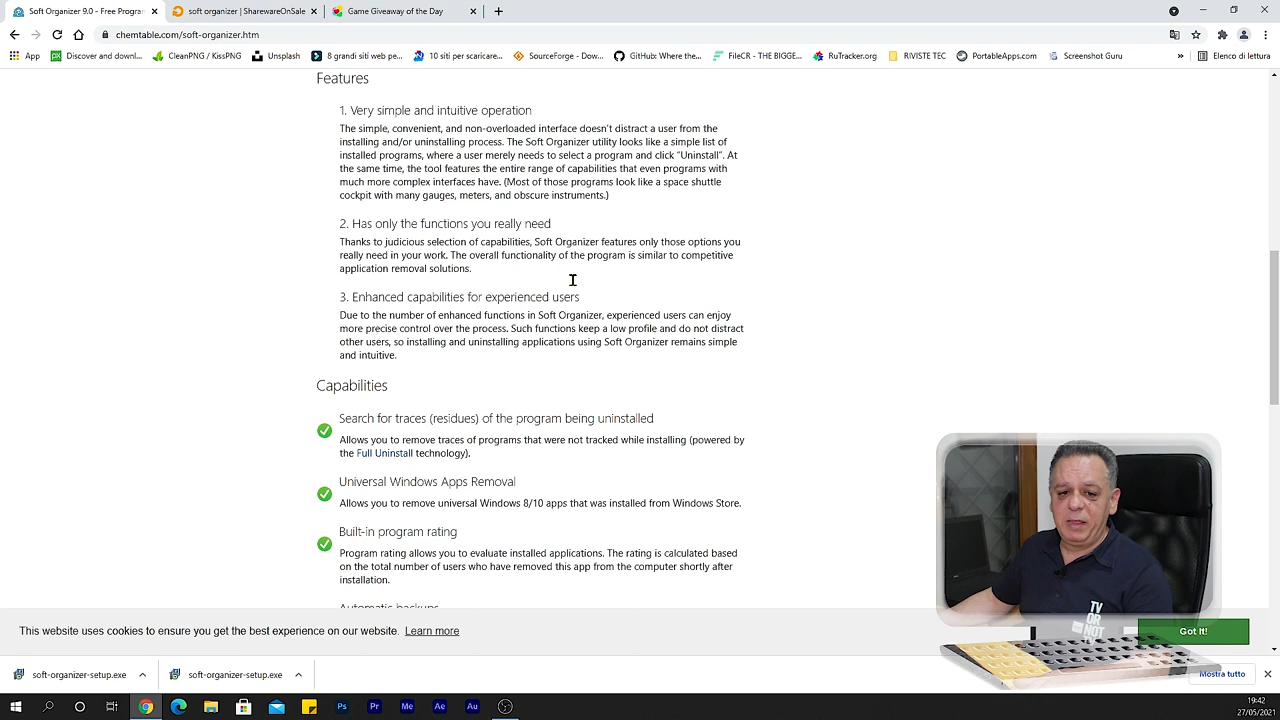 Soft Organizer 9.0 - Free Progra
soft organizer | SharewareOnSale
Game Giveaway of the Day
chemtable.com/soft-organizer.htm
App
Discover and downl...
CleanPNG / KissPNG
Unsplash
8 grandi siti web pe...
10 siti per scaricare...
SourceForge - Dow...
GitHub: Where the...
FileCR - THE BIGGE...
RuTracker.org
RIVISTE TEC
PortableApps.com
Screenshot Guru
»
Elenco di lettura
Features
1. Very simple and intuitive operation
The simple, convenient, and non-overloaded interface doesn't distract a user from the
installing and/or uninstalling process. The Soft Organizer utility looks like a simple list of
installed programs, where a user merely needs to select a program and click “Uninstall”. At
the same time, the tool features the entire range of capabilities that even programs with
much more complex interfaces have. (Most of those programs look like a space shuttle
cockpit with many gauges, meters, and obscure instruments.)
2. Has only the functions you really need
Thanks to judicious selection of capabilities, Soft Organizer features only those options you
really need in your work. The overall functionality of the program is similar to competitive
application removal solutions.
3. Enhanced capabilities for experienced users
Due to the number of enhanced functions in Soft Organizer, experienced users can enjoy
more precise control over the process. Such functions keep a low profile and do not distract
other users, so installing and uninstalling applications using Soft Organizer remains simple
and intuitive.
Capabilities
Search for traces (residues) of the program being uninstalled
Allows you to remove traces of programs that were not tracked while installing (powered by
the Full Uninstall technology).
Universal Windows Apps Removal
Allows you to remove universal Windows 8/10 apps that was installed from Windows Store.
Built-in program rating
Program rating allows you to evaluate installed applications. The rating is calculated based
on the total number of users who have removed this app from the computer shortly after
installation.
Automatic backups
This website uses cookies to ensure you get the best experience on our website. Learn more
Got It!
TV
OR NOT
soft-organizer-setup.exe
soft-organizer-setup.exe
Mostra tutto
Ps
Pr
Me
Ae
Au
19:42
27/05/2021